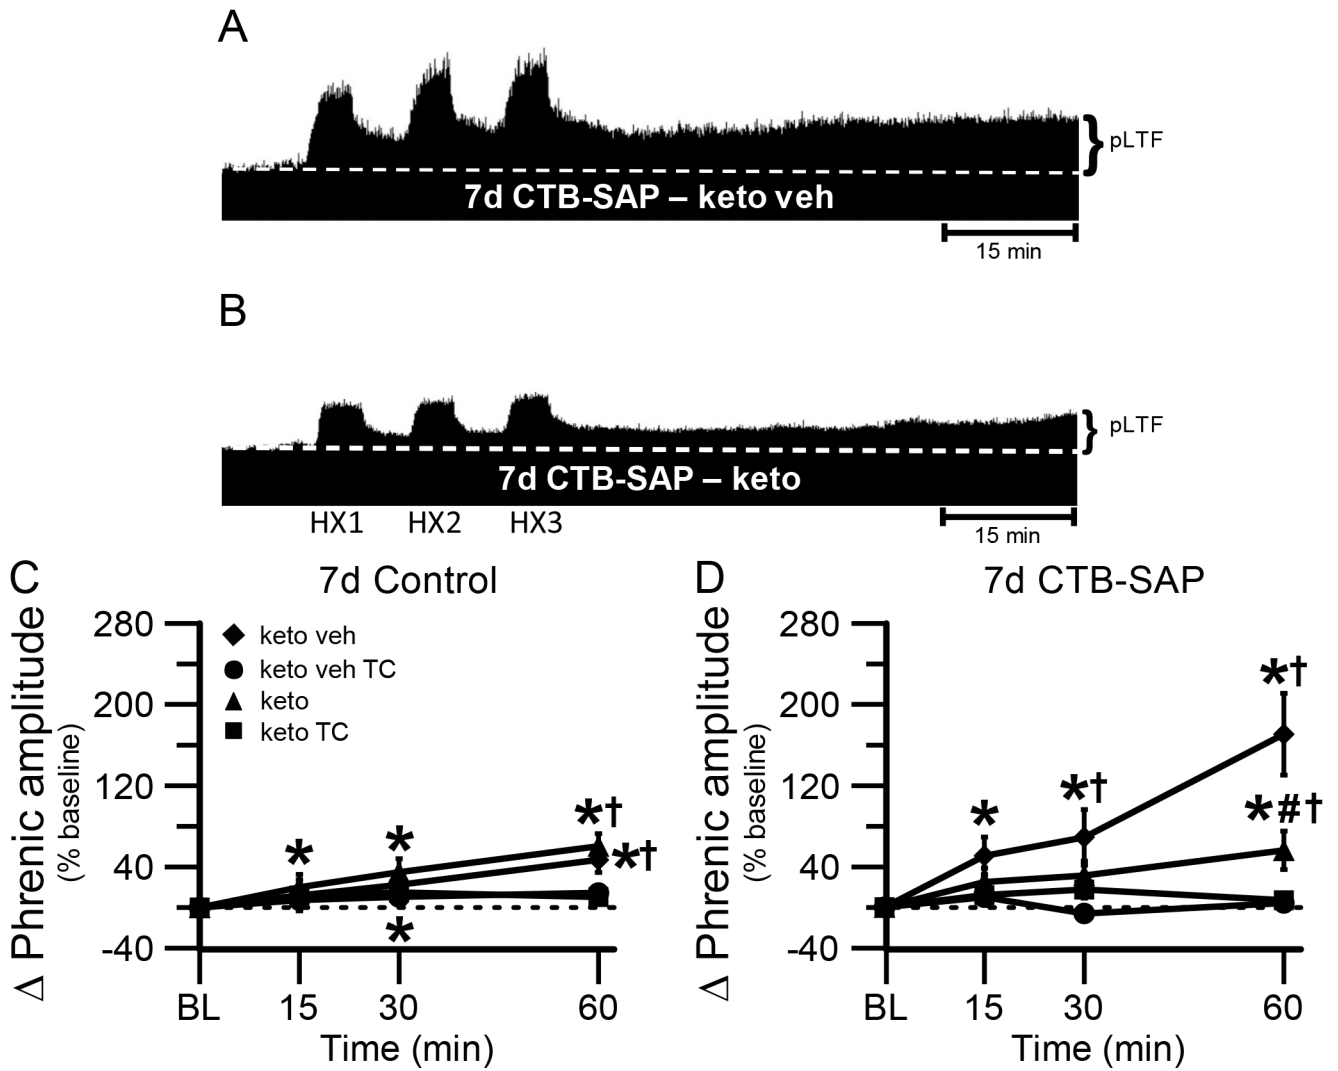 A
pLTF
7d CTB-SAP – keto veh
15 min
B
pLTF
7d CTB-SAP – keto
HX1 HX2 HX3
15 min
C 7d Control
Δ Phrenic amplitude
(% baseline)
280
200
120
40
-40
keto veh
keto veh TC
keto
keto TC
*
*
*
*†
*†
BL 15 30 60
Time (min)
D 7d CTB-SAP
Δ Phrenic amplitude
(% baseline)
280
200
120
40
-40
*
*†
*†
*#†
BL 15 30 60
Time (min)